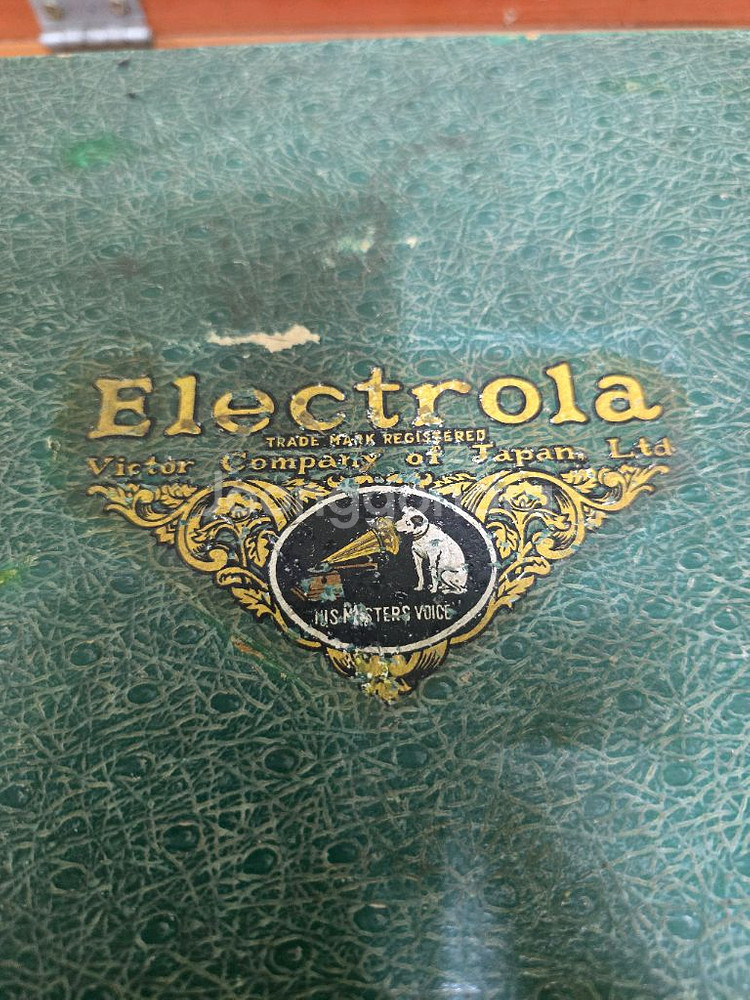 Electrola
TRADE MARK REGISTERED
Victor Company of Japan, Ltd
HIS MASTERS VOICE